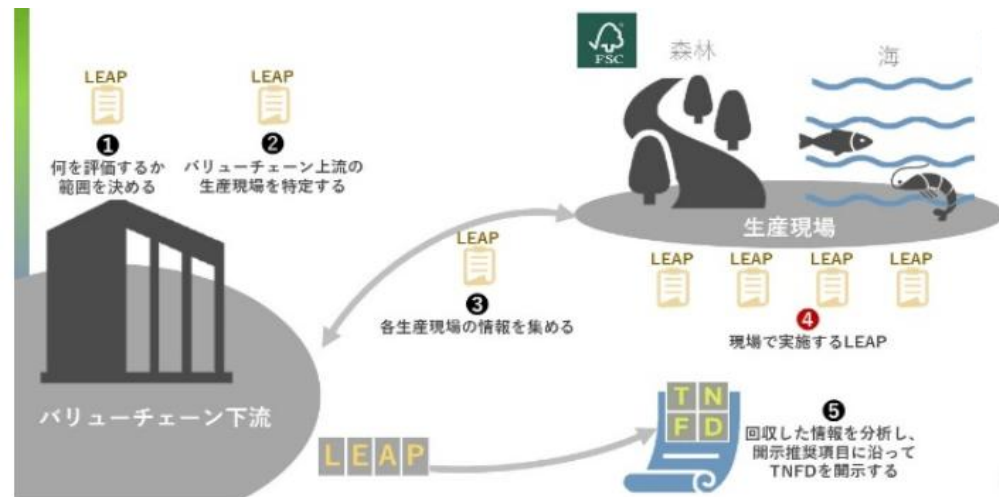 LEAP
❶
何を評価するか
範囲を決める
LEAP
❷
バリューチェーン上流の
生産現場を特定する
FSC
森林
海
生産現場
LEAP
❸
各生産現場の情報を集める
LEAP
LEAP
LEAP
LEAP
❹
現場で実施するLEAP
バリューチェーン下流
LEAP
TN
FD
❺
回収した情報を分析し、
開示推奨項目に沿って
TNFDを開示する